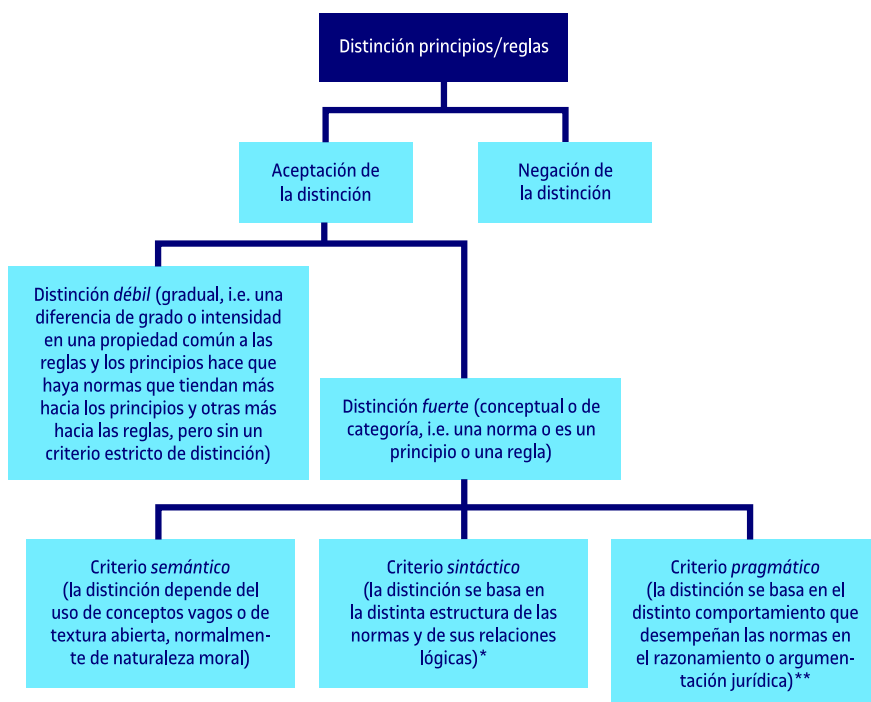 Distinción principios/reglas
Aceptación de
la distinción
Negación de
la distinción
Distinción débil (gradual, i.e. una
diferencia de grado o intensidad
en una propiedad común a las
reglas y los principios hace que
haya normas que tiendan más
hacia los principios y otras más
hacia las reglas, pero sin un
criterio estricto de distinción)
Distinción fuerte (conceptual o de
categoría, i.e. una norma o es un
principio o una regla)
Criterio semántico
(la distinción depende del
uso de conceptos vagos o de
textura abierta, normalmen-
te de naturaleza moral)
Criterio sintáctico
(la distinción se basa en
la distinta estructura de las
normas y de sus relaciones
lógicas)*
Criterio pragmático
(la distinción se basa en el
distinto comportamiento que
desempeñan las normas en
el razonamiento o argumen-
tación jurídica)**